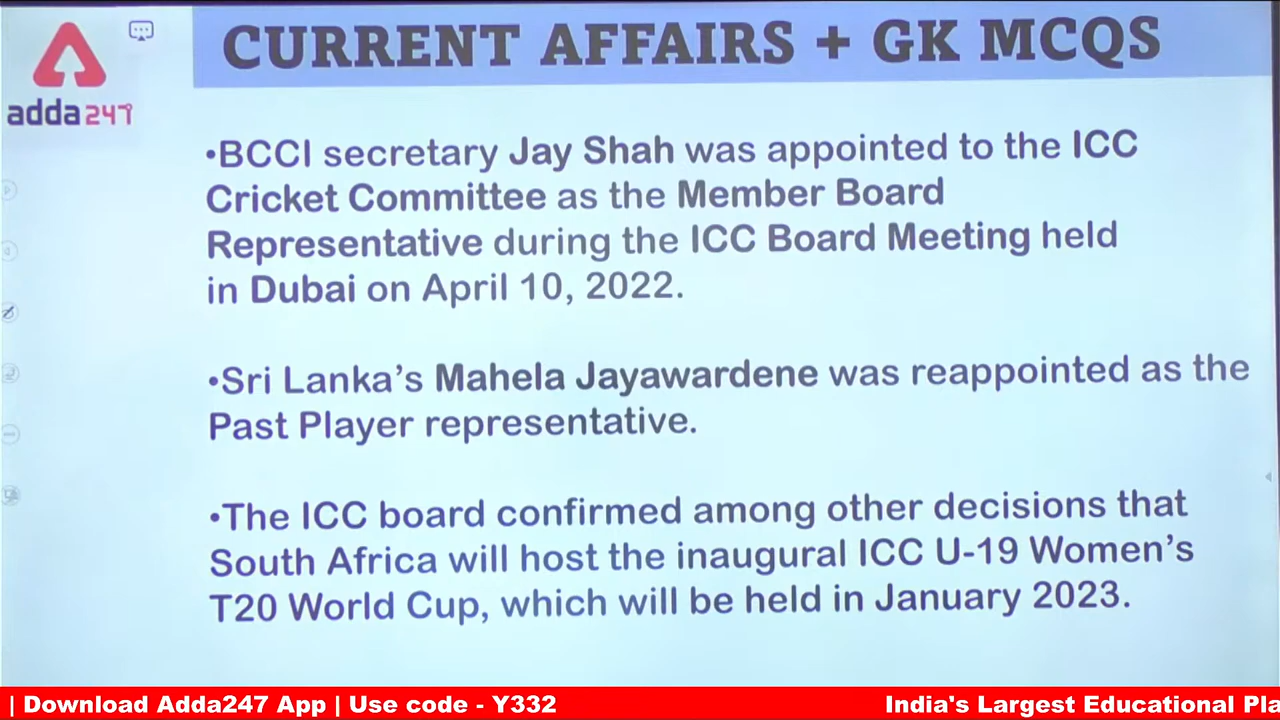 CURRENT AFFAIRS + GK MCQS
adda247
•BCCI secretary Jay Shah was appointed to the ICC
Cricket Committee as the Member Board
Representative during the ICC Board Meeting held
in Dubai on April 10, 2022.
•Sri Lanka’s Mahela Jayawardene was reappointed as the
Past Player representative.
•The ICC board confirmed among other decisions that
South Africa will host the inaugural ICC U-19 Women’s
T20 World Cup, which will be held in January 2023.
| Download Adda247 App | Use code - Y332
India's Largest Educational Pla